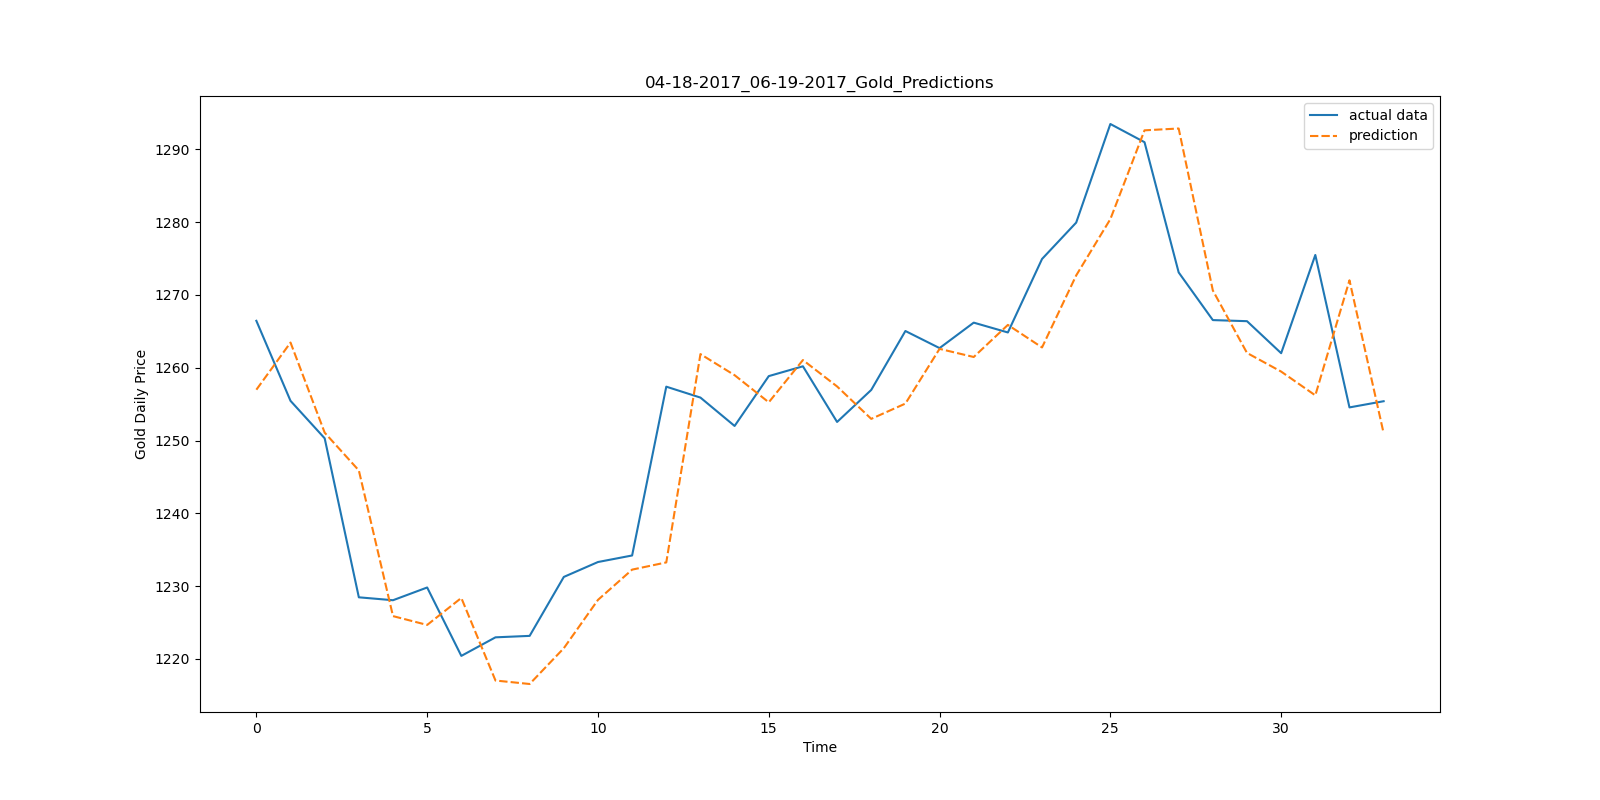 04-18-2017_06-19-2017_Gold_Predictions
actual data
prediction
1290
1280
1270
1260
1250
1240
1230
1220
Gold Daily Price
0 5 10 15 20 25 30
Time